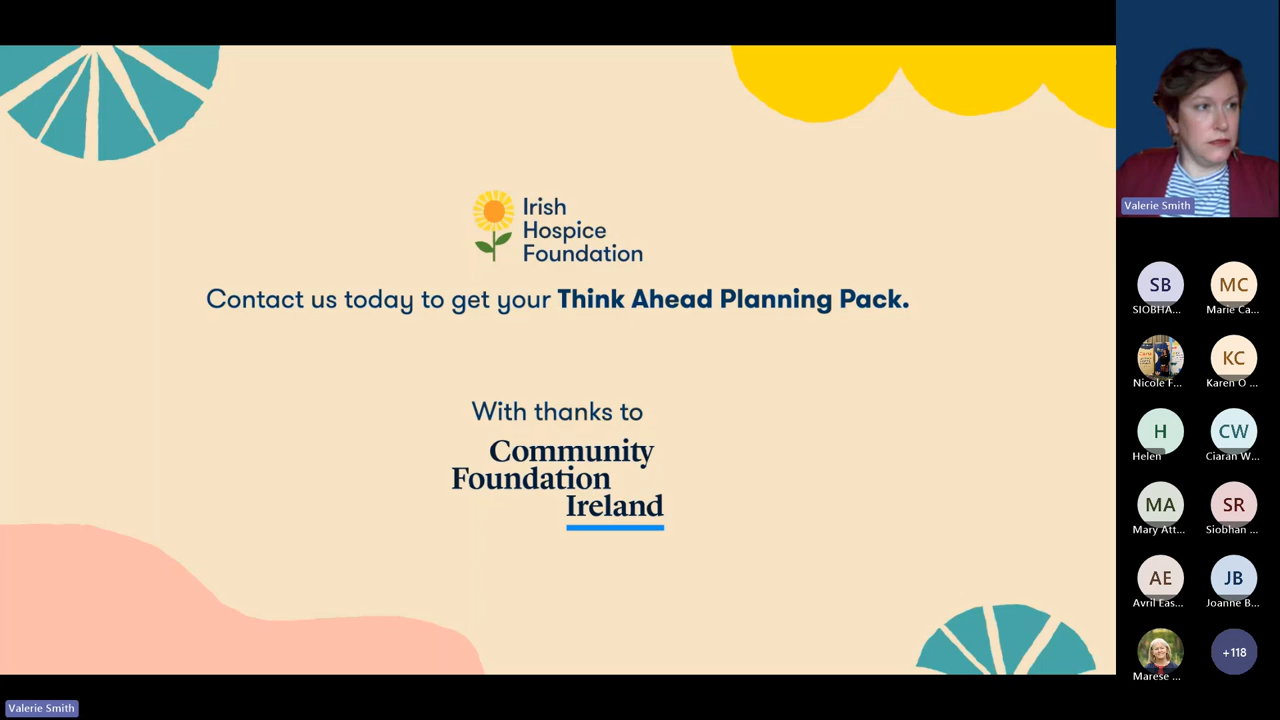 Irish
Hospice
Foundation
Contact us today to get your Think Ahead Planning Pack.
With thanks to
Community
Foundation
Ireland
Valerie Smith
SB
MC
SIOBHA...
Marie Ca...
KC
Nicole F...
Karen O ...
H
CW
Helen
Ciaran W...
MA
SR
Mary Att...
Siobhan ...
AE
JB
Avril Eas...
Joanne B...
+118
Marese ...
Valerie Smith